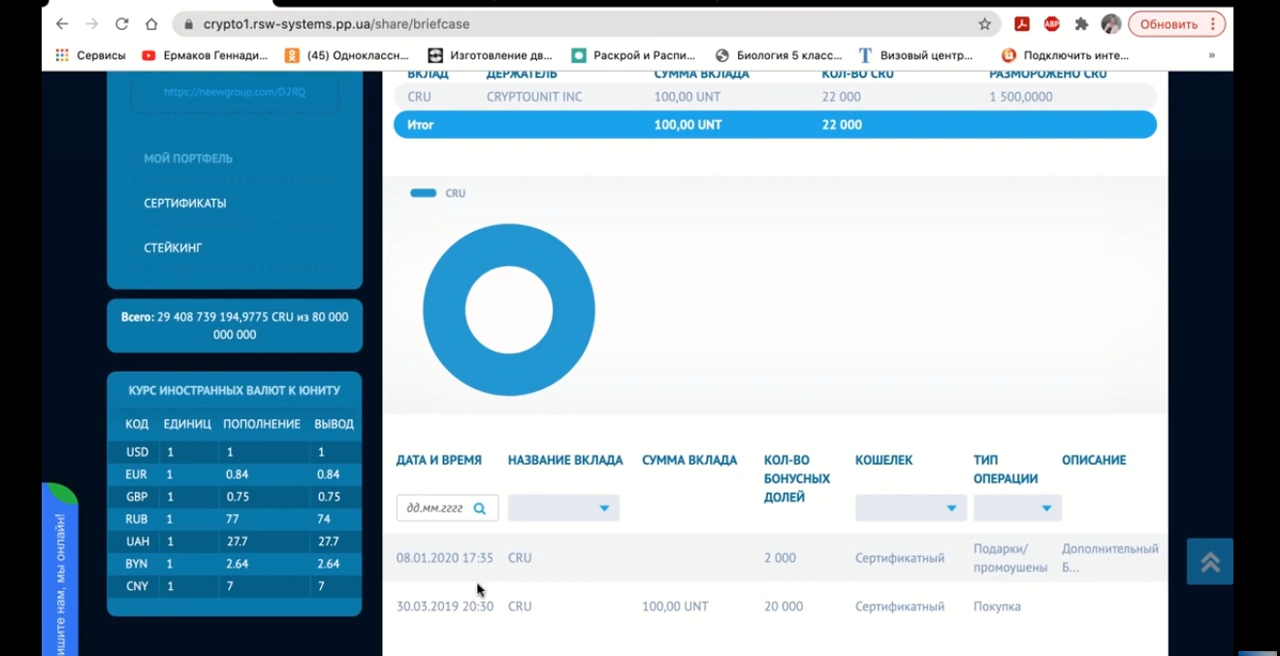 crypto1.rsw-systems.pp.ua/share/briefcase
ABP
Обновить
Сервисы
Ермаков Геннади...
(45) Одноклассн...
Изготовление дв...
Раскрой и Распи...
Биология 5 класс...
Визовый центр...
Подключить инте...
»
https://neewgroup.com/D2RQ
МОЙ ПОРТФЕЛЬ
СЕРТИФИКАТЫ
СТЕЙКИНГ
Всего: 29 408 739 194,9775 CRU из 80 000
000 000
КУРС ИНОСТРАННЫХ ВАЛЮТ К ЮНИТУ
КОД ЕДИНИЦ ПОПОЛНЕНИЕ ВЫВОД
USD 1 1 1
EUR 1 0.84 0.84
GBP 1 0.75 0.75
RUB 1 77 74
UAH 1 27.7 27.7
BYN 1 2.64 2.64
CNY 1 7 7
ишите нам, мы онлайн!
ВКЛАД ДЕРЖАТЕЛЬ СУММА ВКЛАДА КОЛ-ВО CRU РАЗМОРОЖЕНО CRU
CRU CRYPTOUNIT INC 100,00 UNT 22 000 1 500,0000
Итог 100,00 UNT 22 000
CRU
ДАТА И ВРЕМЯ НАЗВАНИЕ ВКЛАДА СУММА ВКЛАДА КОЛ-ВО КОШЕЛЕК ТИП ОПИСАНИЕ
БОНУСНЫХ ОПЕРАЦИИ
ДОЛЕЙ
дд.мм.гггг
08.01.2020 17:35 CRU 2 000 Сертификатный Подарки/ Дополнительный
промоушены Б...
30.03.2019 20:30 CRU 100,00 UNT 20 000 Сертификатный Покупка